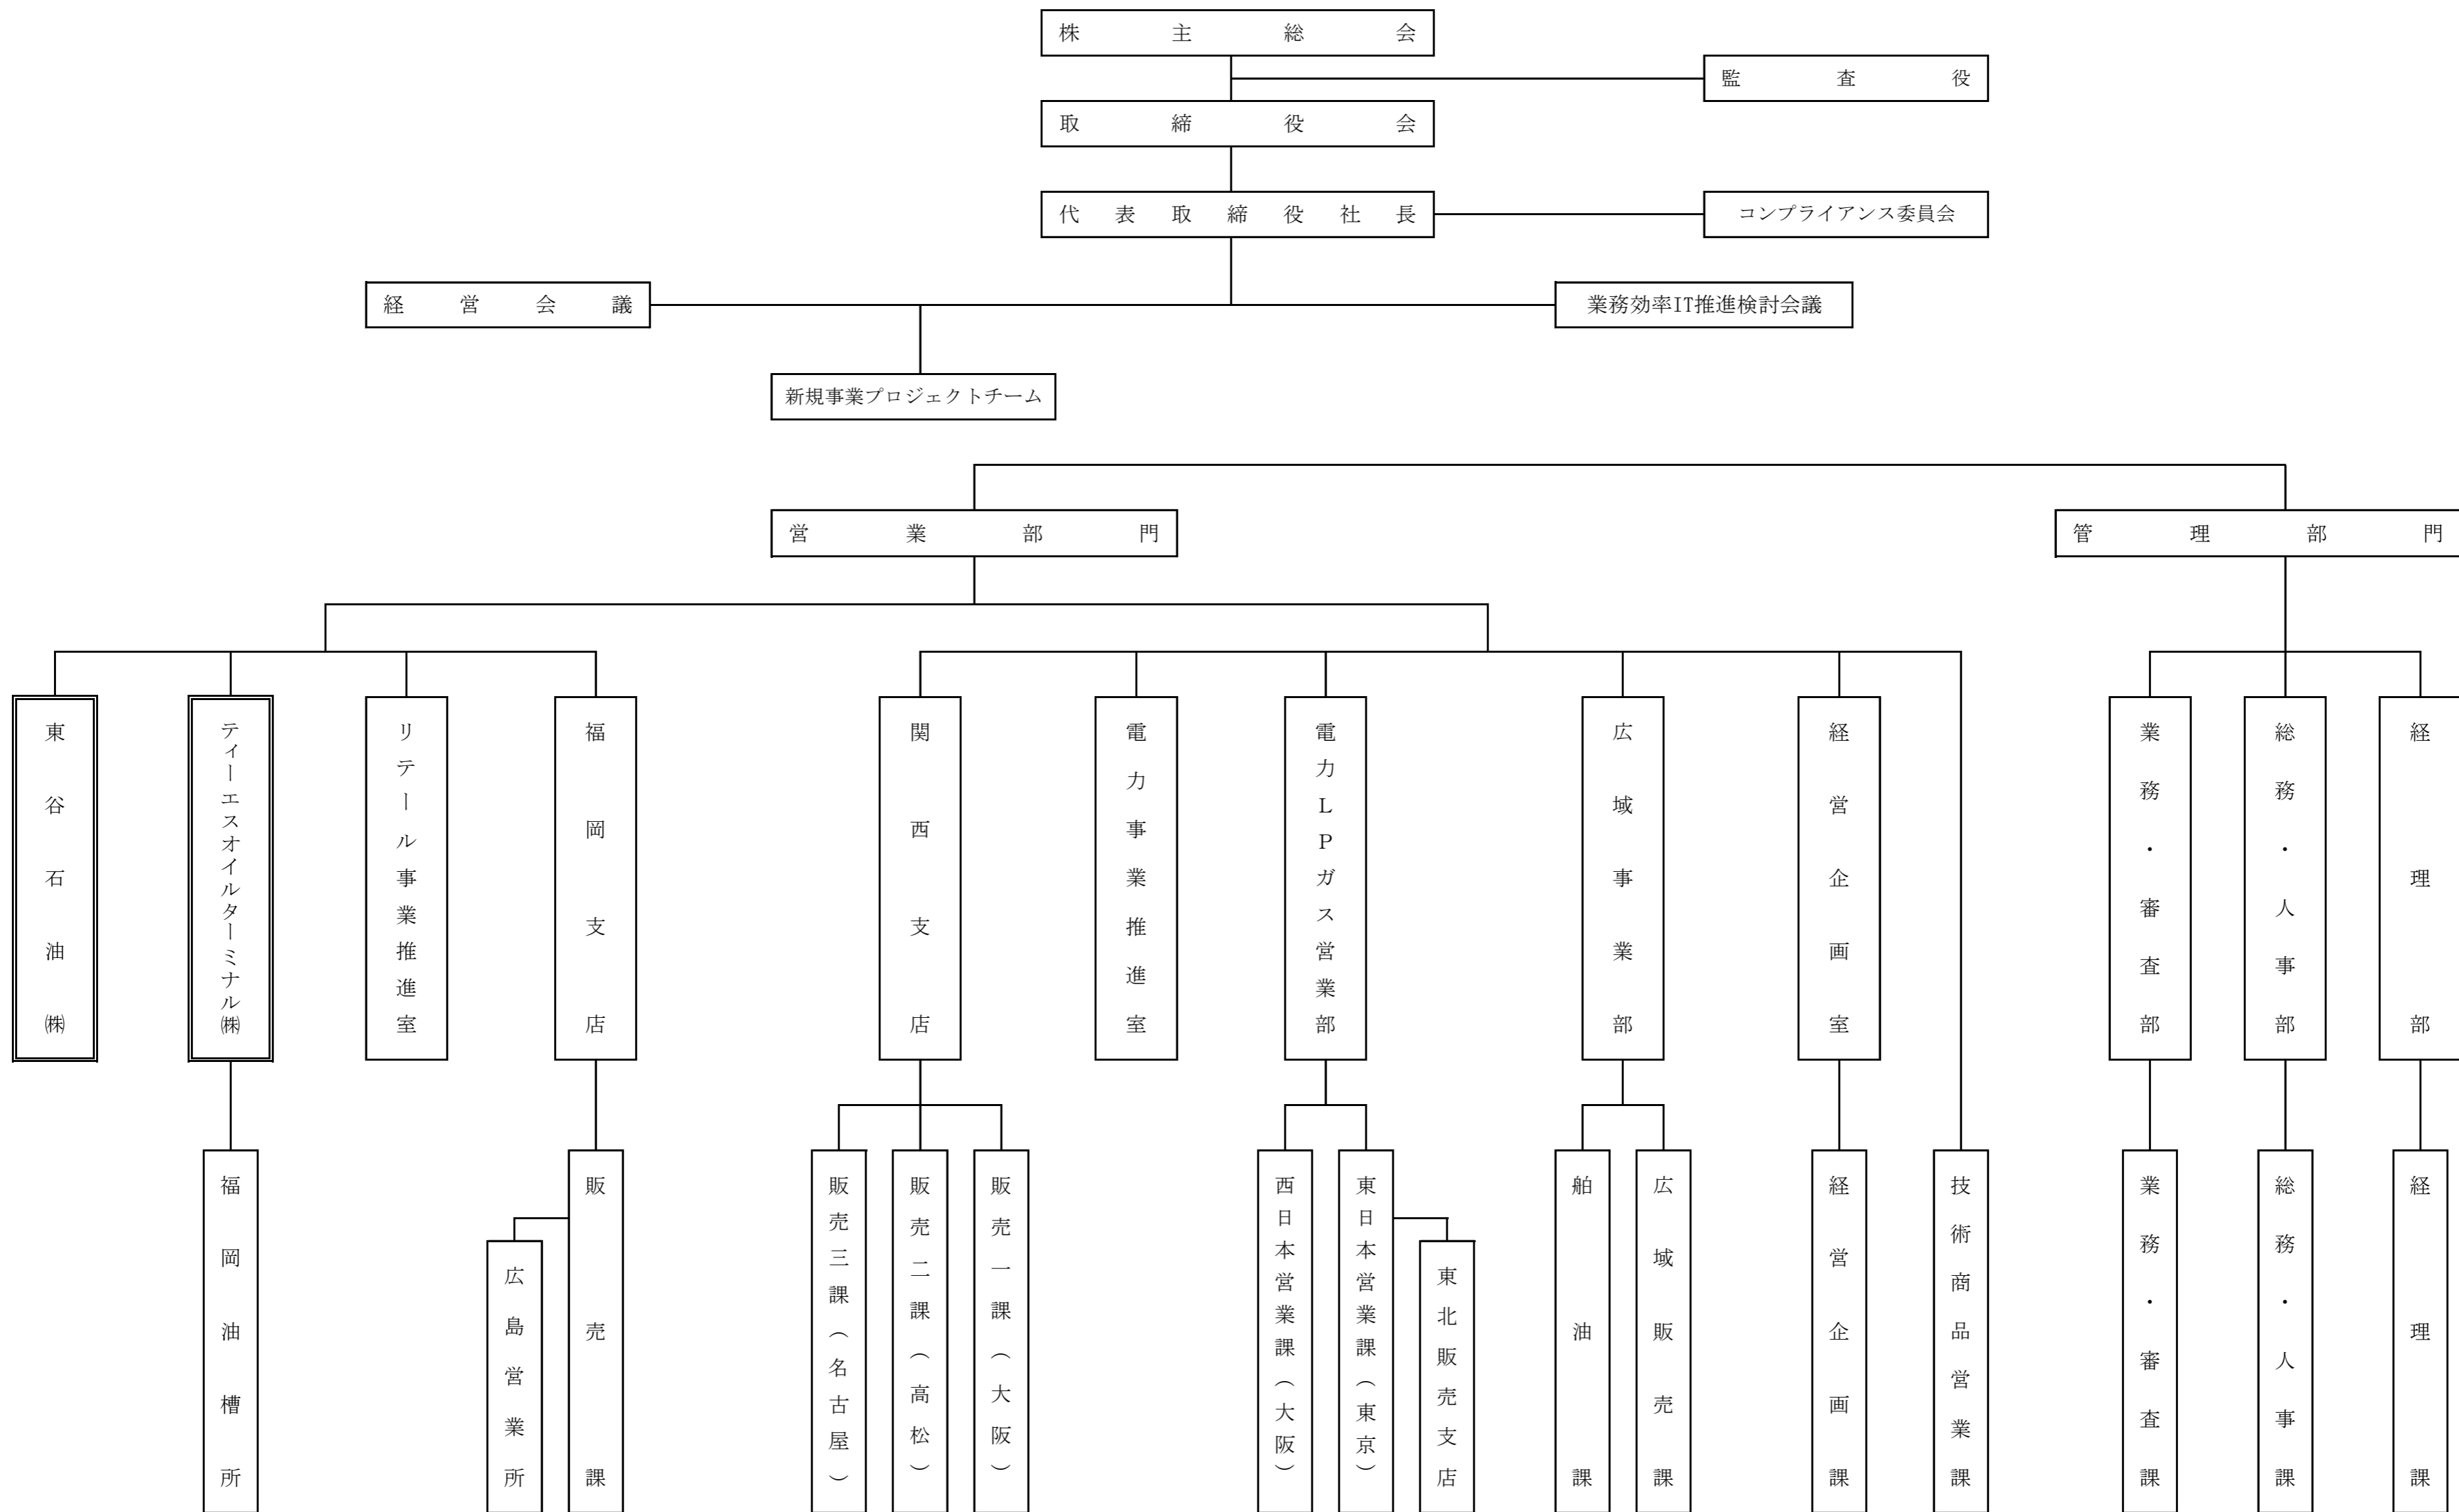 株主総会
監査役
取締役会
代表取締役社長
コンプライアンス委員会
経営会議
業務効率IT推進検討会議
新規事業プロジェクトチーム
営業部門
管理部門
東谷石油㈱
ティーエスオイルターミナル㈱
リテール事業推進室
福岡支店
関西支店
電力事業推進室
電力LPガス営業部
広域事業部
経営企画室
業務・審査部
総務・人事部
経理部
福岡油槽所
広島営業所
販売課
販売三課(名古屋)
販売二課(高松)
販売一課(大阪)
西日本営業課(大阪)
東日本営業課(東京)
東北販売支店
舶油課
広域販売課
経営企画課
技術商品営業課
業務・審査課
総務・人事課
経理課